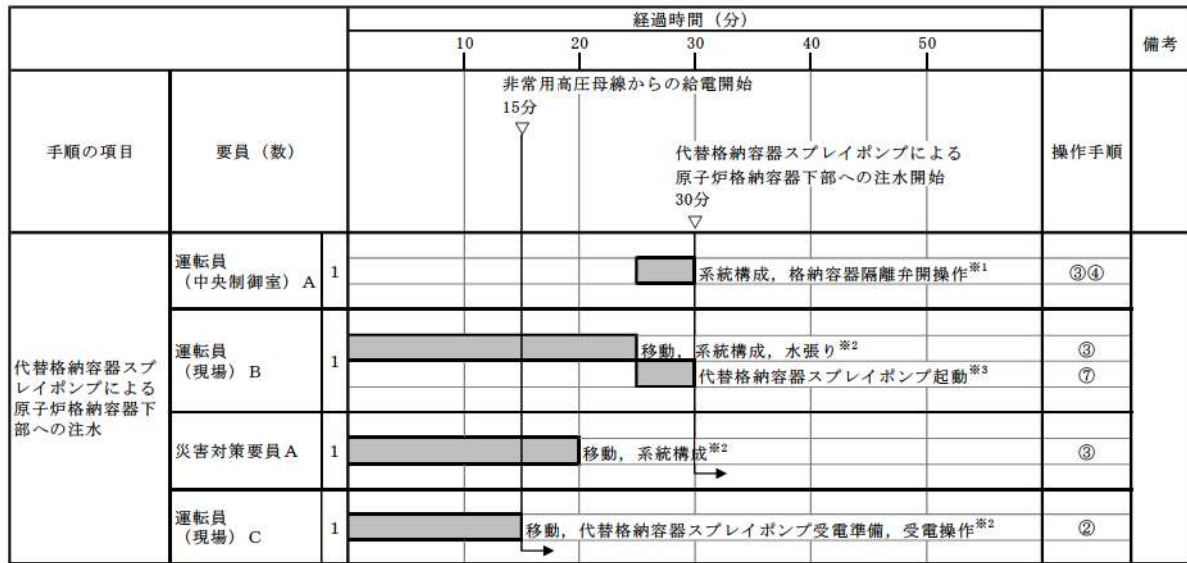 経過時間（分）
備考
10 20 30 40 50
手順の項目
要員（数）
非常用高圧母線からの給電開始
15分
▽
代替格納容器スプレイポンプによる
原子炉格納容器下部への注水開始
30分
▽
操作手順
代替格納容器スプ
レイポンプによる
原子炉格納容器下
部への注水
運転員
（中央制御室）A
1
系統構成，格納容器隔離弁開操作※1
③④
運転員
（現場）B
1
移動，系統構成，水張り※2
③
代替格納容器スプレイポンプ起動※3
⑦
災害対策要員A
1
移動，系統構成※2
③
運転員
（現場）C
1
移動，代替格納容器スプレイポンプ受電準備，受電操作※2
②